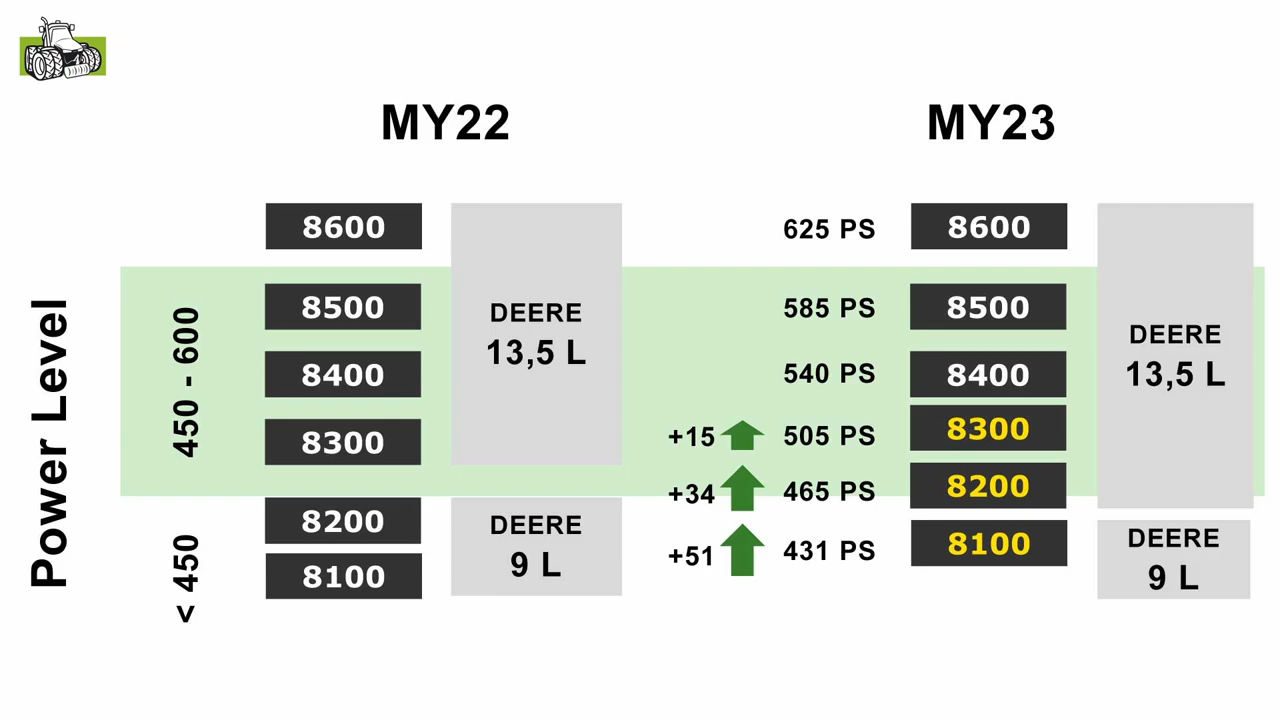 MY22
MY23
Power Level
450 - 600
< 450
8600
8500
8400
8300
8200
8100
DEERE
13,5 L
DEERE
9 L
625 PS
8600
585 PS
8500
540 PS
8400
+15
505 PS
8300
+34
465 PS
8200
+51
431 PS
8100
DEERE
13,5 L
DEERE
9 L